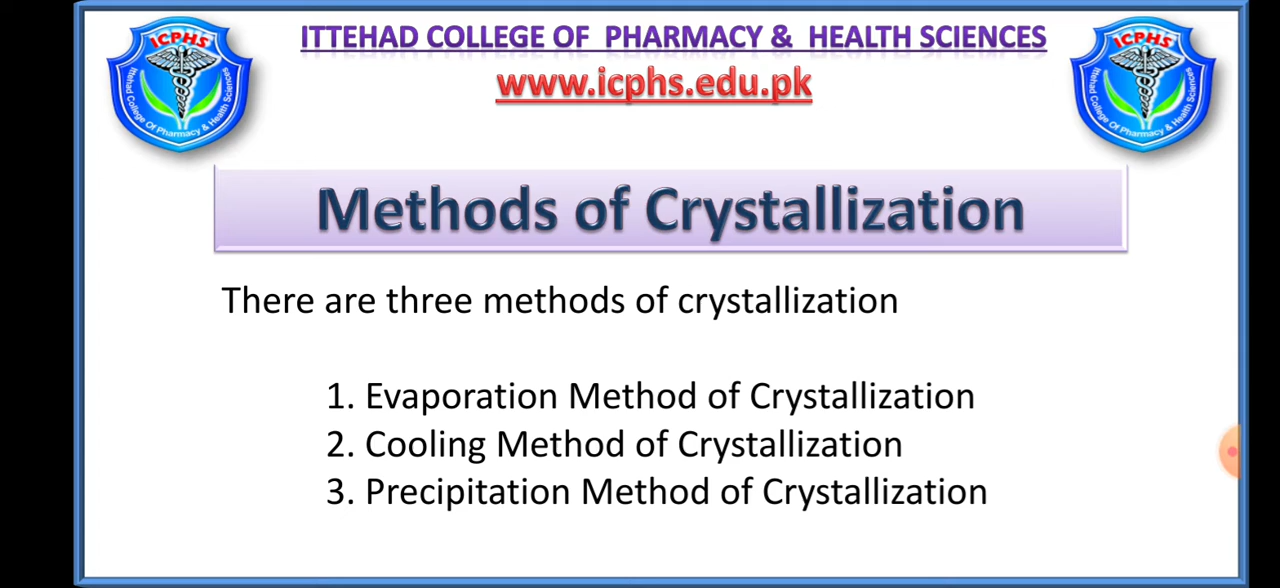 ICPHS
Ittehad College Of Pharmacy & Health Sciences
ITTEHAD COLLEGE OF PHARMACY & HEALTH SCIENCES
www.icphs.edu.pk
ICPHS
Ittehad College Of Pharmacy & Health Sciences
Methods of Crystallization
There are three methods of crystallization
1. Evaporation Method of Crystallization
2. Cooling Method of Crystallization
3. Precipitation Method of Crystallization